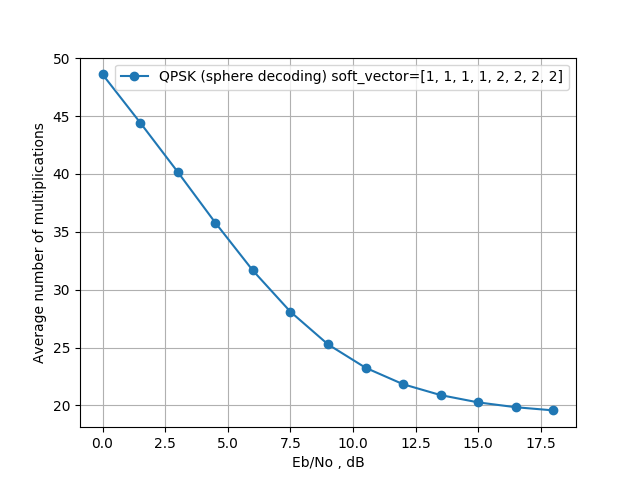 QPSK (sphere decoding) soft_vector=[1, 1, 1, 1, 2, 2, 2, 2]
50
45
40
35
30
25
20
Average number of multiplications
0.0 2.5 5.0 7.5 10.0 12.5 15.0 17.5
Eb/No , dB